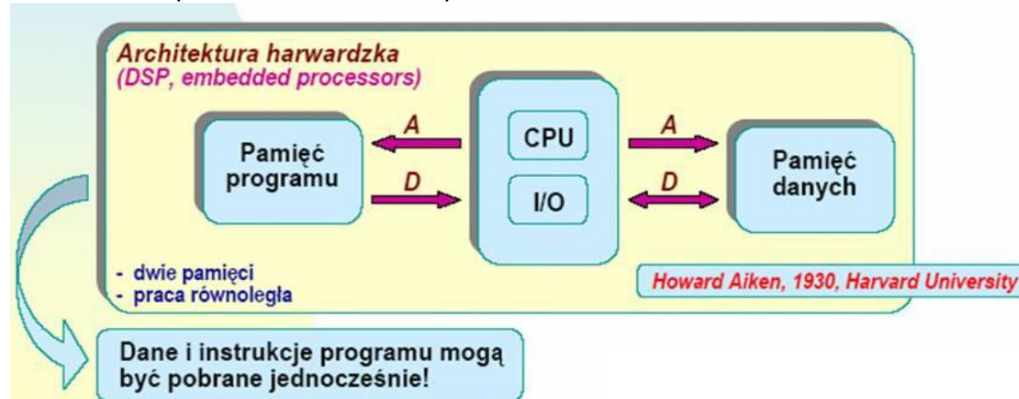 Architektura harwardzka
(DSP, embedded processors)
Pamięć
programu
A
D
CPU
I/O
A
D
Pamięć
danych
- dwie pamięci
- praca równoległa
Howard Aiken, 1930, Harvard University
Dane i instrukcje programu mogą
być pobrane jednocześnie!